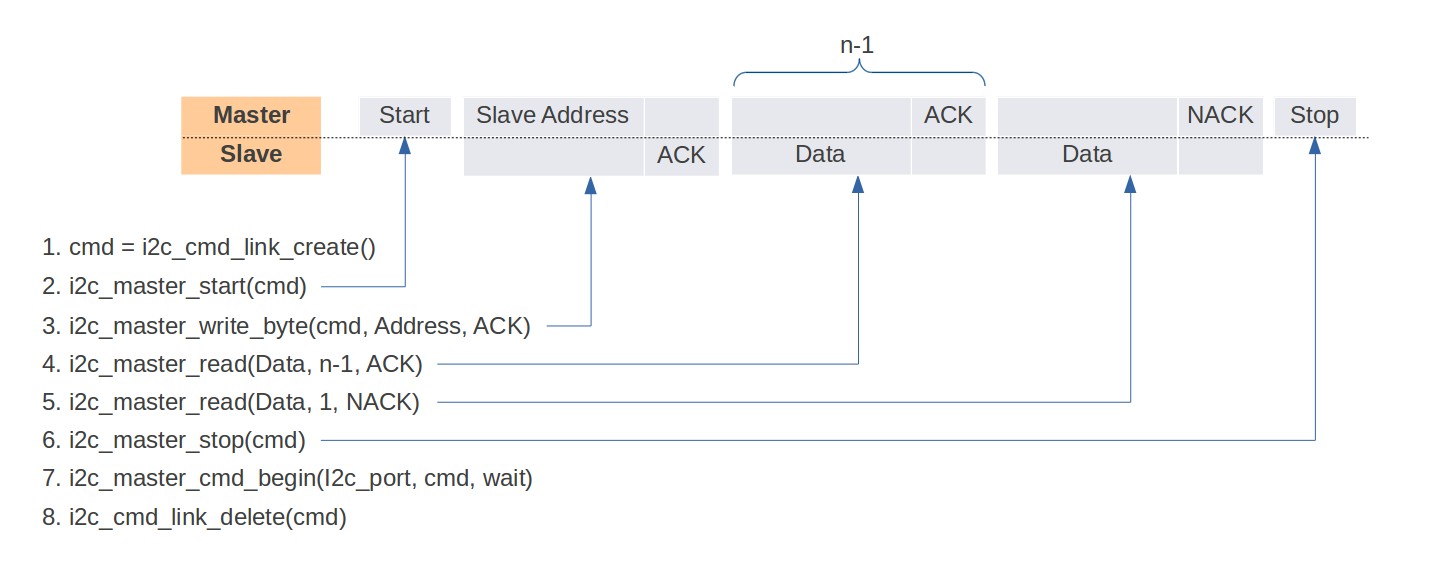 n-1
Master Start Slave Address ACK NACK Stop
Slave ACK Data Data
1. cmd = i2c_cmd_link_create()
2. i2c_master_start(cmd)
3. i2c_master_write_byte(cmd, Address, ACK)
4. i2c_master_read(Data, n-1, ACK)
5. i2c_master_read(Data, 1, NACK)
6. i2c_master_stop(cmd)
7. i2c_master_cmd_begin(I2c_port, cmd, wait)
8. i2c_cmd_link_delete(cmd)